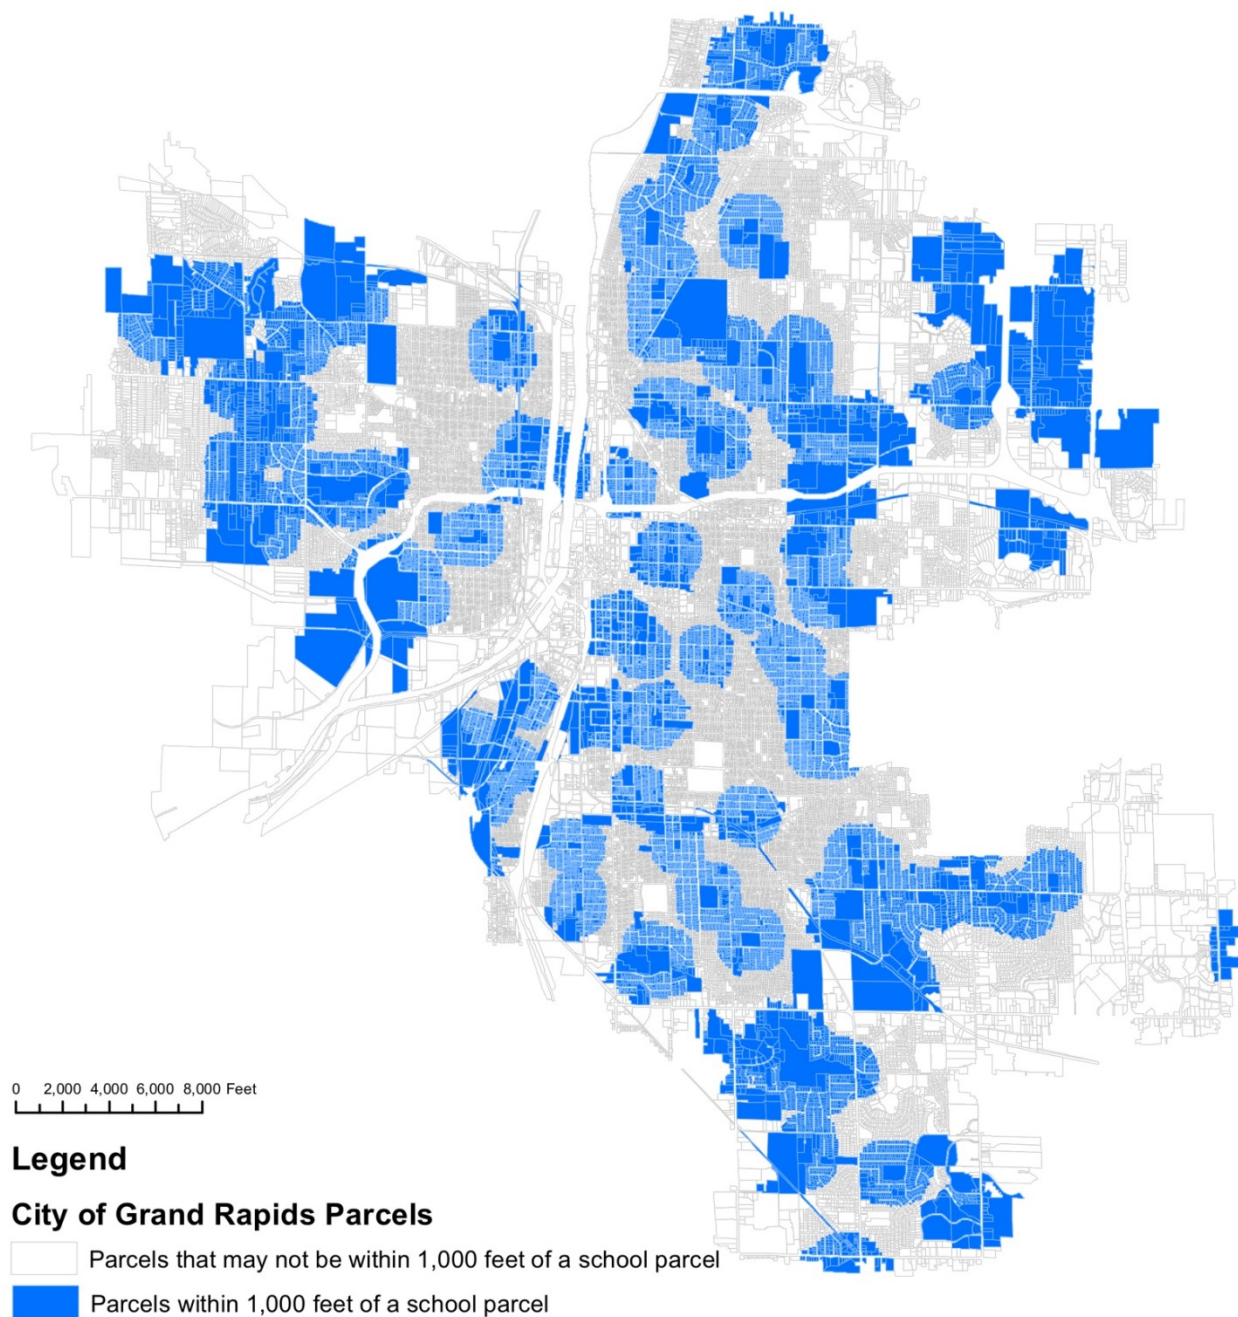 0 2,000 4,000 6,000 8,000 Feet
Legend
City of Grand Rapids Parcels
Parcels that may not be within 1,000 feet of a school parcel
Parcels within 1,000 feet of a school parcel